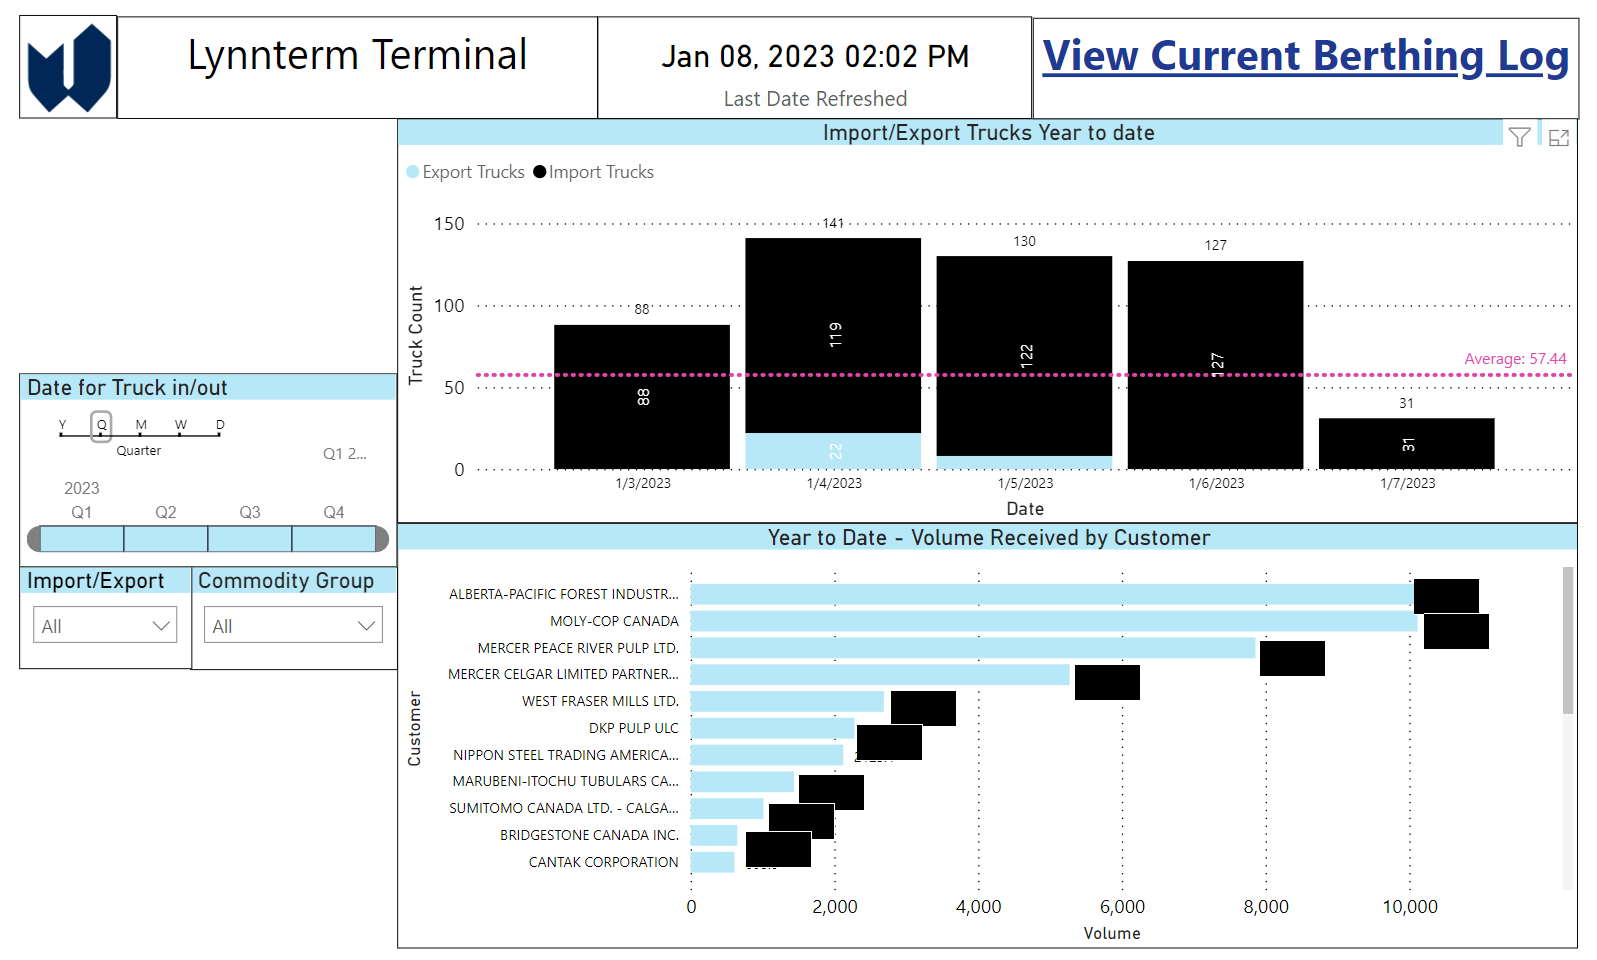 Lynnterm Terminal
Jan 08, 2023 02:02 PM
Last Date Refreshed
View Current Berthing Log
Import/Export Trucks Year to date
Export Trucks Import Trucks
150
100
50
0
Truck Count
88
141
130
127
31
88
119
22
122
127
31
Average: 57.44
1/3/2023 1/4/2023 1/5/2023 1/6/2023 1/7/2023
Date
Date for Truck in/out
Y Q M W D
Quarter
Q1 2...
2023
Q1 Q2 Q3 Q4
Import/Export
All
Commodity Group
All
Year to Date - Volume Received by Customer
Customer
ALBERTA-PACIFIC FOREST INDUSTR...
MOLY-COP CANADA
MERCER PEACE RIVER PULP LTD.
MERCER CELGAR LIMITED PARTNER...
WEST FRASER MILLS LTD.
DKP PULP ULC
NIPPON STEEL TRADING AMERICA...
MARUBENI-ITOCHU TUBULARS CA...
SUMITOMO CANADA LTD. - CALGA...
BRIDGESTONE CANADA INC.
CANTAK CORPORATION
0 2,000 4,000 6,000 8,000 10,000
Volume